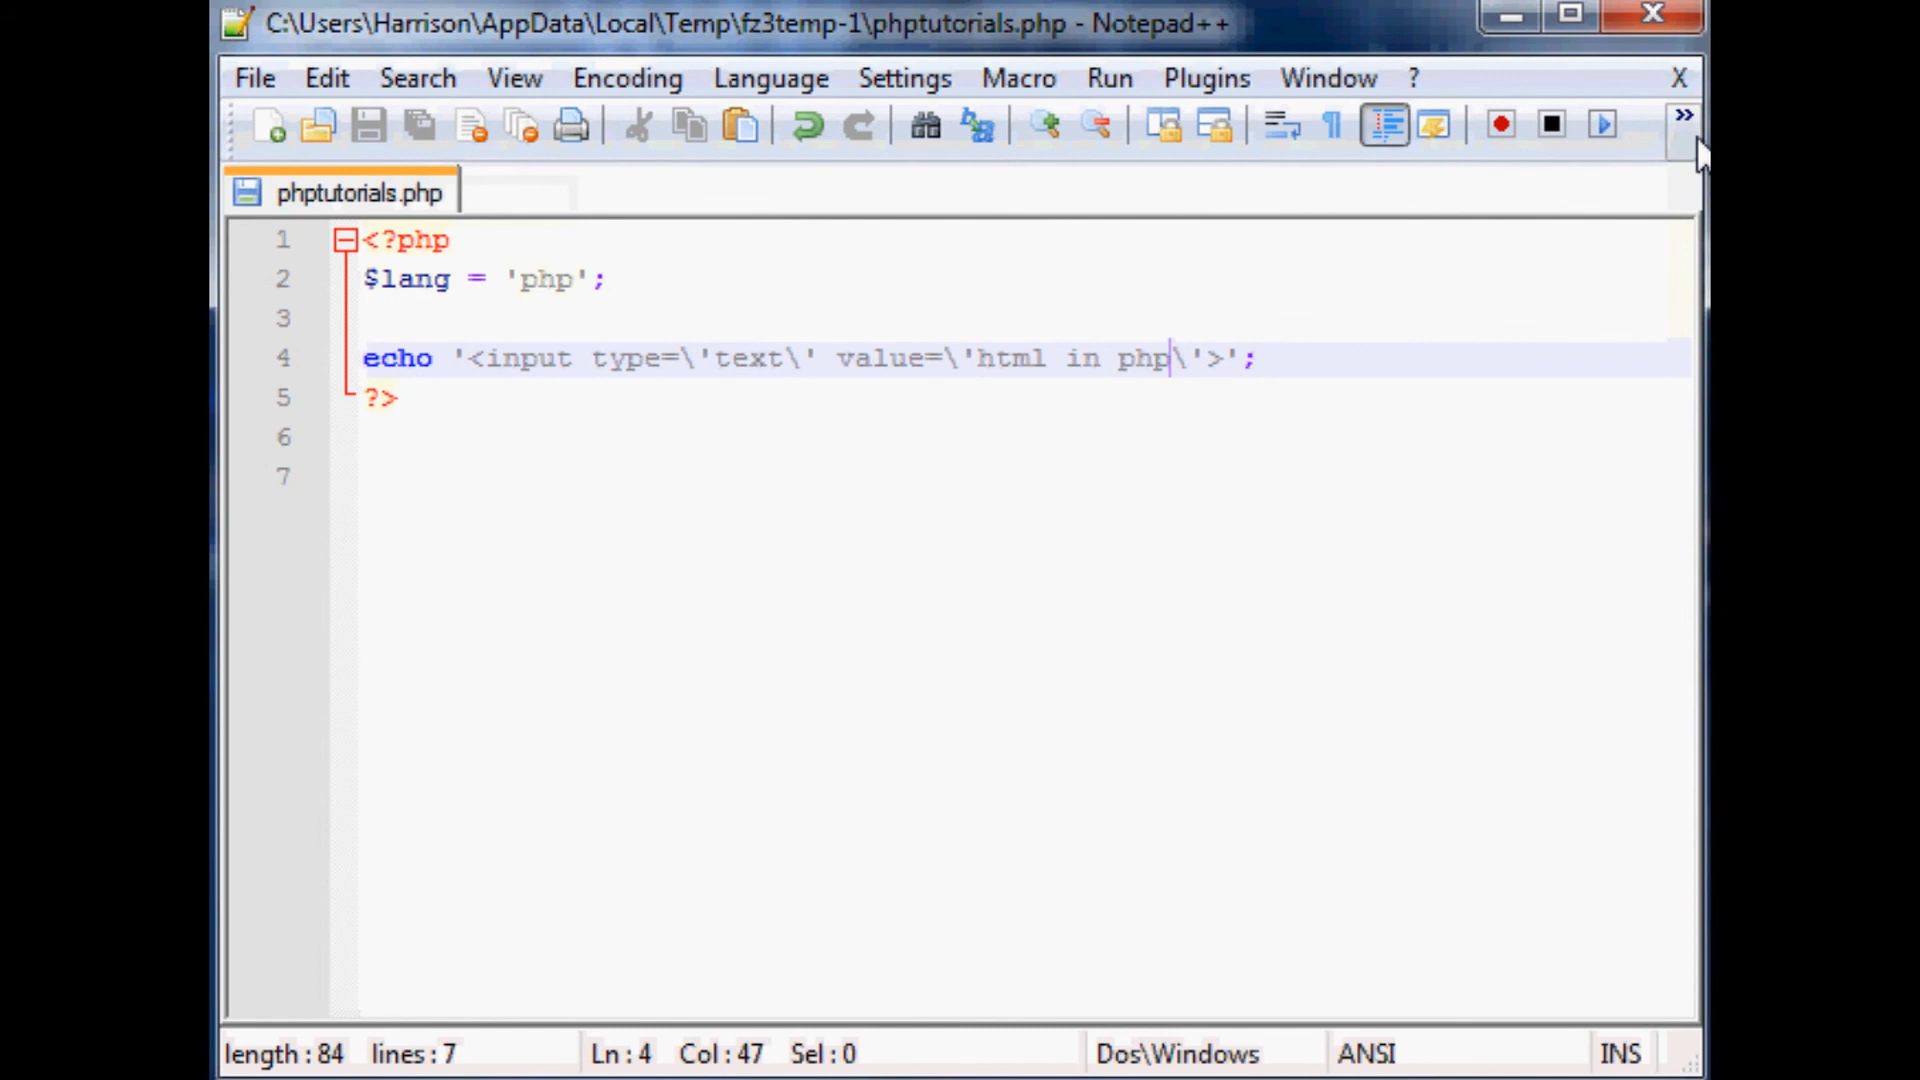 C:\Users\Harrison\AppData\Local\Temp\fz3temp-1\phptutorials.php - Notepad++
File Edit Search View Encoding Language Settings Macro Run Plugins Window ? X
phptutorials.php
1 <?php
2 $lang = 'php';
3
4 echo '<input type=\'text\' value=\'html in php\'>';
5 ?>
6
7
length : 84 lines : 7 Ln : 4 Col : 47 Sel : 0 Dos\Windows ANSI INS